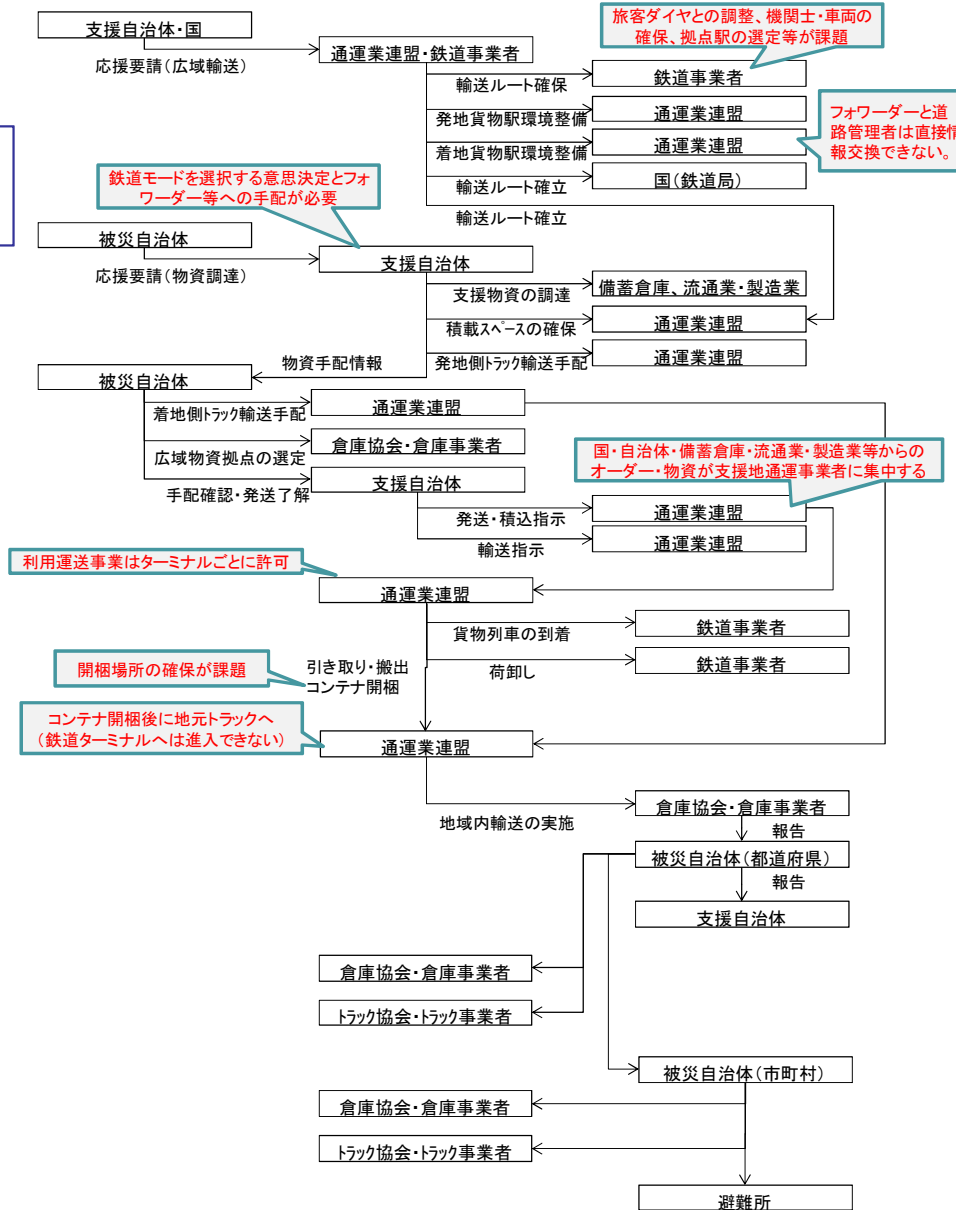 支援自治体・国
応援要請(広域輸送)
通運業連盟・鉄道事業者
旅客ダイヤとの調整、機関士・車両の
確保、拠点駅の選定等が課題
輸送ルート確保
鉄道事業者
発地貨物駅環境整備
通運業連盟
着地貨物駅環境整備
通運業連盟
フォワーダーと道
路管理者は直接情
報交換できない。
輸送ルート確立
国(鉄道局)
輸送ルート確立
鉄道モードを選択する意思決定とフォ
ワーダー等への手配が必要
被災自治体
応援要請(物資調達)
支援自治体
支援物資の調達
備蓄倉庫、流通業・製造業
積載スペースの確保
通運業連盟
発地側トラック輸送手配
通運業連盟
物資手配情報
被災自治体
着地側トラック輸送手配
通運業連盟
広域物資拠点の選定
倉庫協会・倉庫事業者
手配確認・発送了解
支援自治体
国・自治体・備蓄倉庫・流通業・製造業等からの
オーダー・物資が支援地通運事業者に集中する
発送・積込指示
通運業連盟
輸送指示
通運業連盟
利用運送事業はターミナルごとに許可
通運業連盟
貨物列車の到着
鉄道事業者
荷卸し
鉄道事業者
開梱場所の確保が課題
引き取り・搬出
コンテナ開梱
コンテナ開梱後に地元トラックへ
(鉄道ターミナルへは進入できない)
通運業連盟
地域内輸送の実施
倉庫協会・倉庫事業者
報告
被災自治体(都道府県)
報告
支援自治体
倉庫協会・倉庫事業者
トラック協会・トラック事業者
被災自治体(市町村)
倉庫協会・倉庫事業者
トラック協会・トラック事業者
避難所